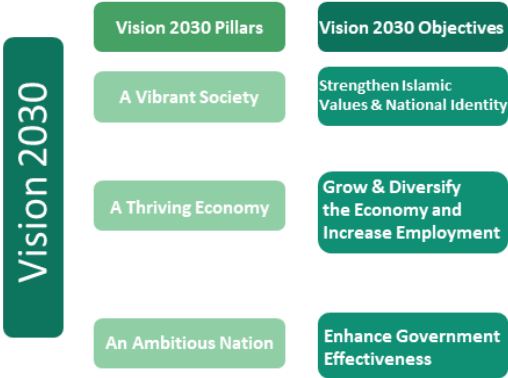 Vision 2030
Vision 2030 Pillars
Vision 2030 Objectives
A Vibrant Society
Strengthen Islamic
Values & National Identity
A Thriving Economy
Grow & Diversify
the Economy and
Increase Employment
An Ambitious Nation
Enhance Government
Effectiveness